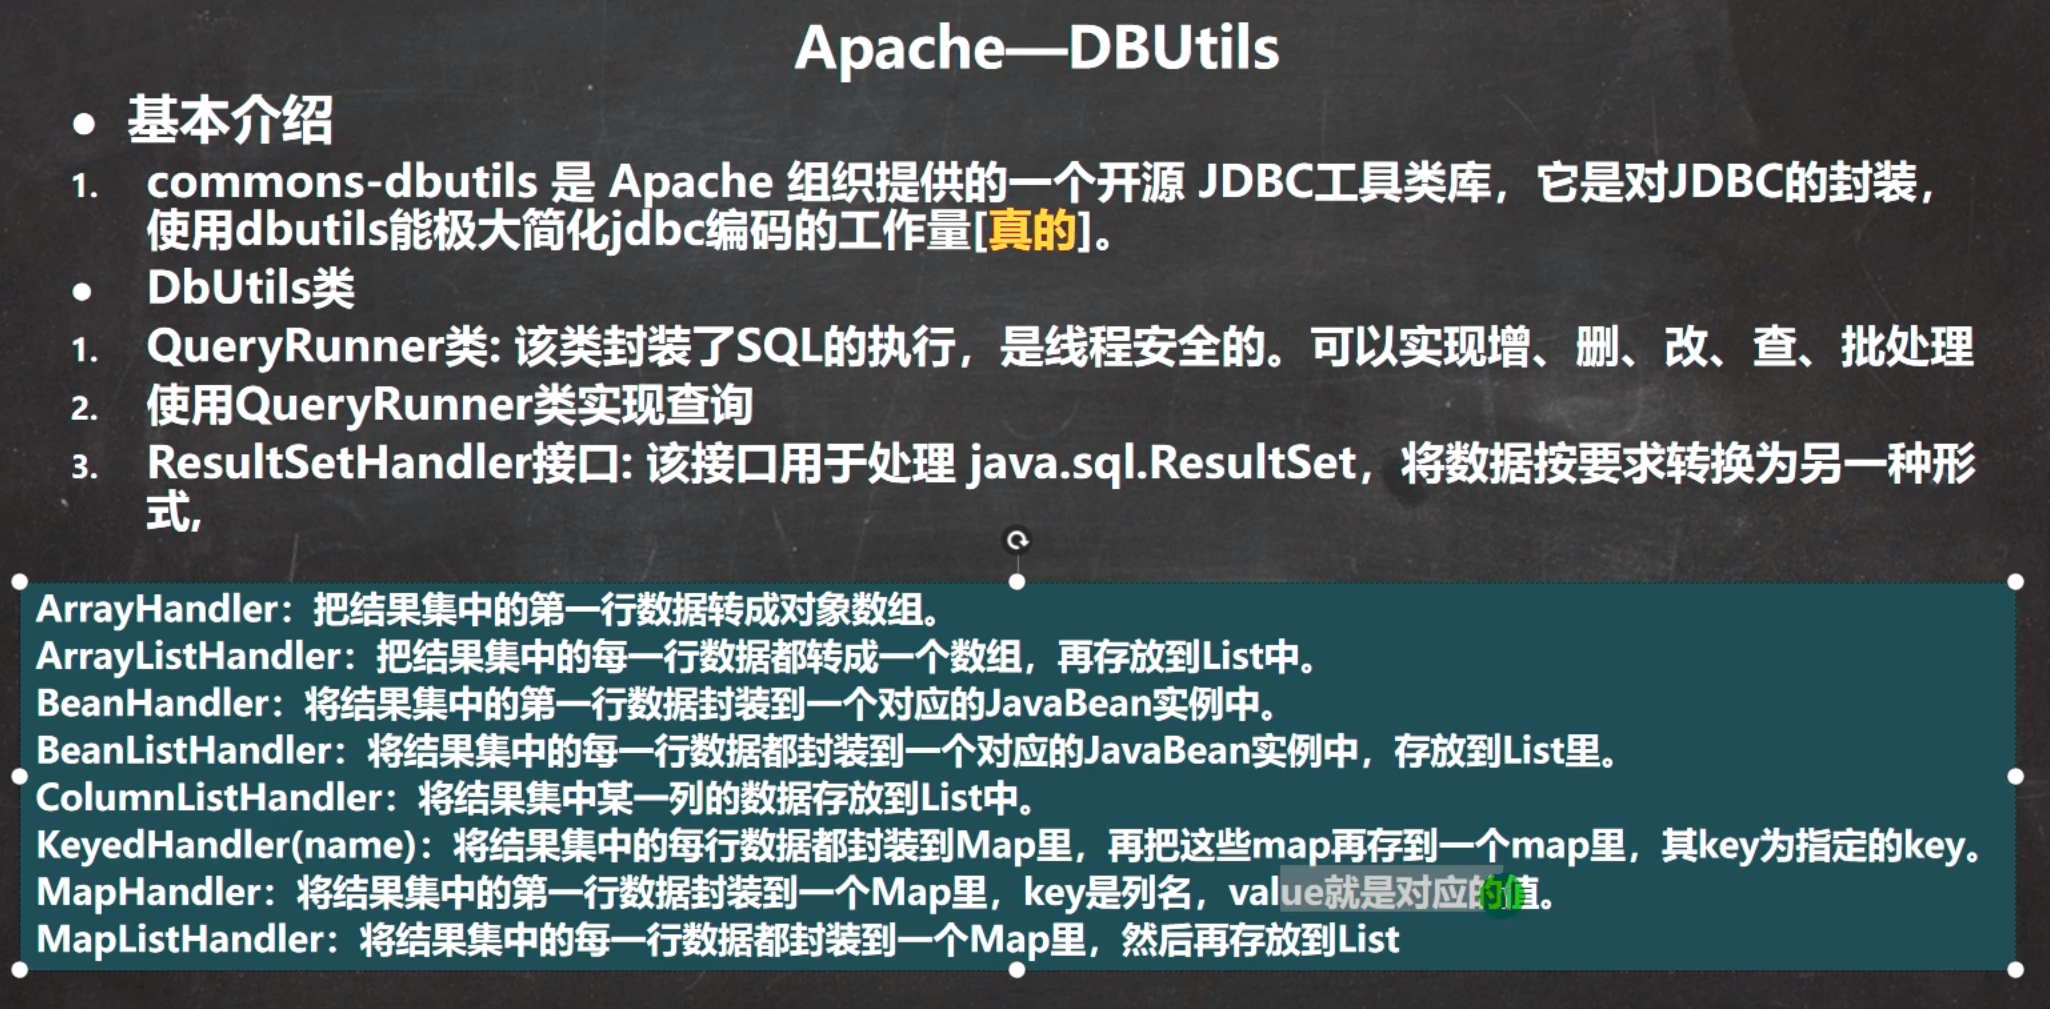 Apache—DBUtils
● 基本介绍
1. commons-dbutils 是 Apache 组织提供的一个开源 JDBC工具类库，它是对JDBC的封装，
使用dbutils能极大简化jdbc编码的工作量[真的]。
● DbUtils类
1. QueryRunner类: 该类封装了SQL的执行，是线程安全的。可以实现增、删、改、查、批处理
2. 使用QueryRunner类实现查询
3. ResultSetHandler接口: 该接口用于处理 java.sql.ResultSet，将数据按要求转换为另一种形
式,
ArrayHandler：把结果集中的第一行数据转成对象数组。
ArrayListHandler：把结果集中的每一行数据都转成一个数组，再存放到List中。
BeanHandler：将结果集中的第一行数据封装到一个对应的JavaBean实例中。
BeanListHandler：将结果集中的每一行数据都封装到一个对应的JavaBean实例中，存放到List里。
ColumnListHandler：将结果集中某一列的数据存放到List中。
KeyedHandler(name)：将结果集中的每行数据都封装到Map里，再把这些map再存到一个map里，其key为指定的key。
MapHandler：将结果集中的第一行数据封装到一个Map里，key是列名，value就是对应的值。
MapListHandler：将结果集中的每一行数据都封装到一个Map里，然后再存放到List